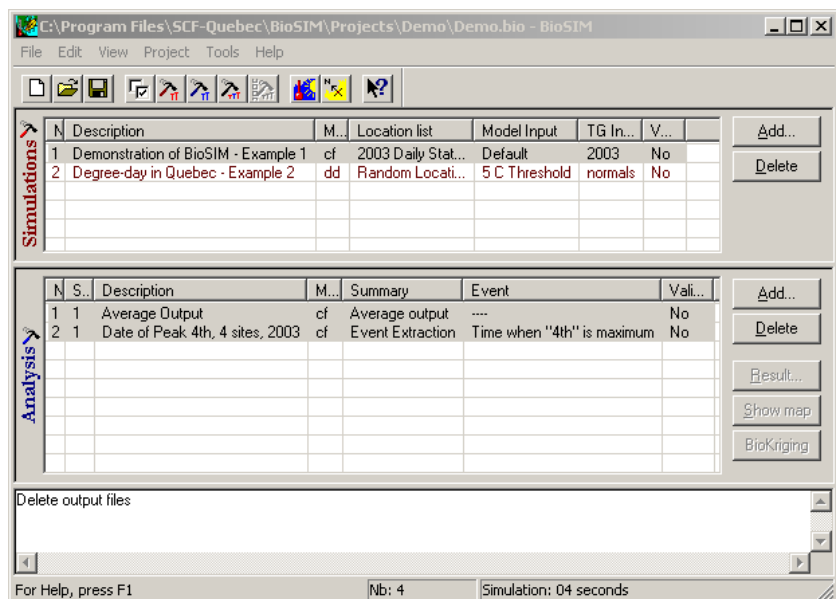 C:\Program Files\SCF-Quebec\BioSIM\Projects\Demo\Demo.bio - BioSIM
File Edit View Project Tools Help
Simulations
N Description M... Location list Model Input TG In... V...
1 Demonstration of BioSIM - Example 1 cf 2003 Daily Stat... Default 2003 No
2 Degree-day in Quebec - Example 2 dd Random Locati... 5 C Threshold normals No
Add...
Delete
Analysis
N S.. Description M... Summary Event Vali...
1 1 Average Output cf Average output ---- No
2 1 Date of Peak 4th, 4 sites, 2003 cf Event Extraction Time when "4th" is maximum No
Add...
Delete
Result...
Show map
BioKriging
Delete output files
For Help, press F1 Nb: 4 Simulation: 04 seconds